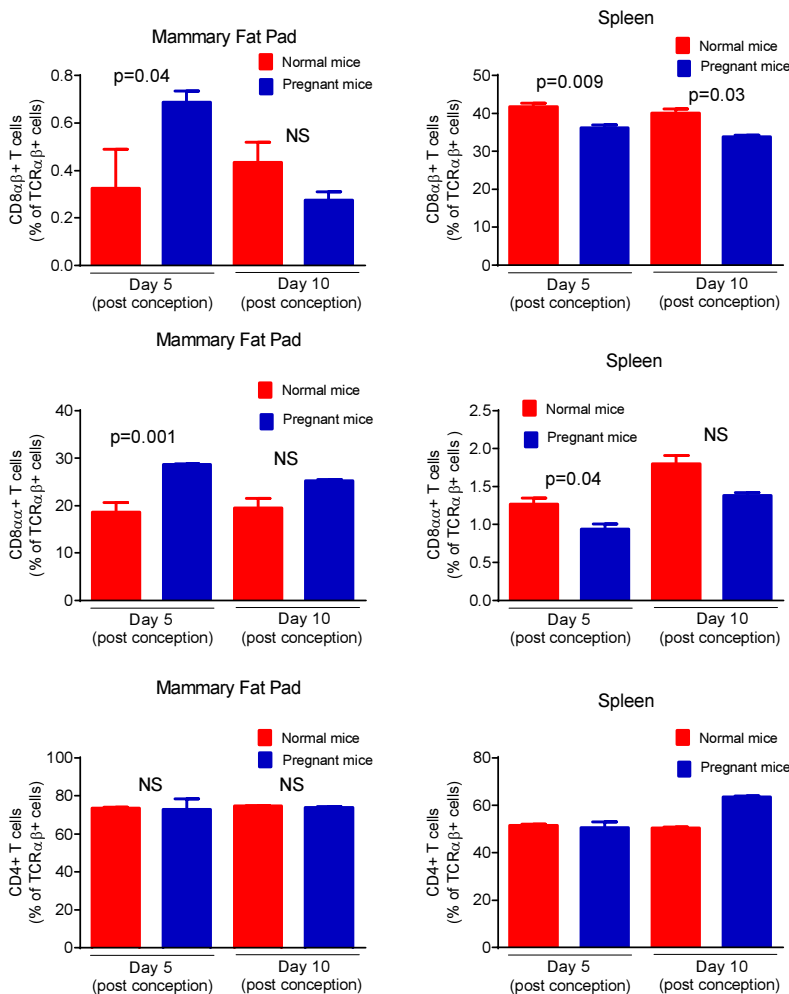 Mammary Fat Pad
Normal mice
Pregnant mice
p=0.04
NS
CD8αβ+ T cells
(% of TCRαβ+ cells)
0.8
0.6
0.4
0.2
0.0
Day 5
(post conception)
Day 10
(post conception)
Spleen
Normal mice
Pregnant mice
p=0.009
p=0.03
CD8αβ+ T cells
(% of TCRαβ+ cells)
50
40
30
20
10
0
Day 5
(post conception)
Day 10
(post conception)
Mammary Fat Pad
Normal mice
Pregnant mice
p=0.001
NS
CD8αα+ T cells
(% of TCRαβ+ cells)
40
30
20
10
0
Day 5
(post conception)
Day 10
(post conception)
Spleen
Normal mice
Pregnant mice
NS
p=0.04
CD8αα+ T cells
(% of TCRαβ+ cells )
2.5
2.0
1.5
1.0
0.5
0.0
Day 5
(post conception)
Day 10
(post conception)
Mammary Fat Pad
Normal mice
Pregnant mice
NS
NS
CD4+ T cells
(% of TCRαβ+ cells)
100
80
60
40
20
0
Day 5
(post conception)
Day 10
(post conception)
Spleen
Normal mice
Pregnant mice
CD4+ T cells
(% of TCRαβ+ cells)
80
60
40
20
0
Day 5
(post conception)
Day 10
(post conception)